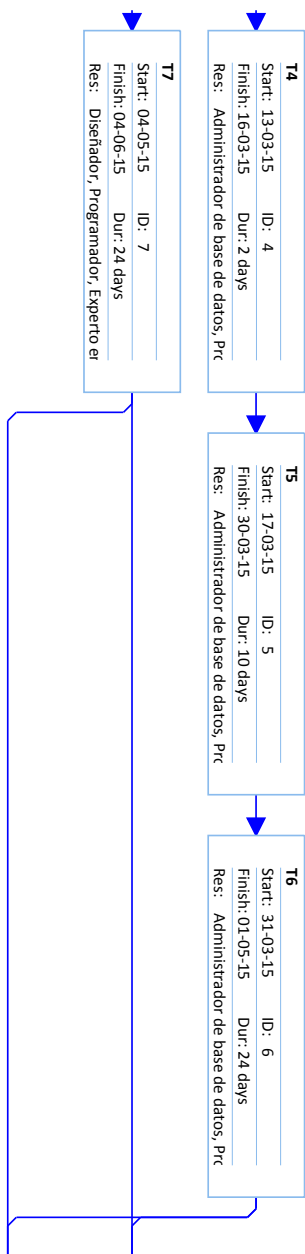 T4
Start: 13-03-15 ID: 4
Finish: 16-03-15 Dur: 2 days
Res: Administrador de base de datos, Prc
T5
Start: 17-03-15 ID: 5
Finish: 30-03-15 Dur: 10 days
Res: Administrador de base de datos, Prc
T6
Start: 31-03-15 ID: 6
Finish: 01-05-15 Dur: 24 days
Res: Administrador de base de datos, Prc
T7
Start: 04-05-15 ID: 7
Finish: 04-06-15 Dur: 24 days
Res: Diseñador, Programador, Experto er